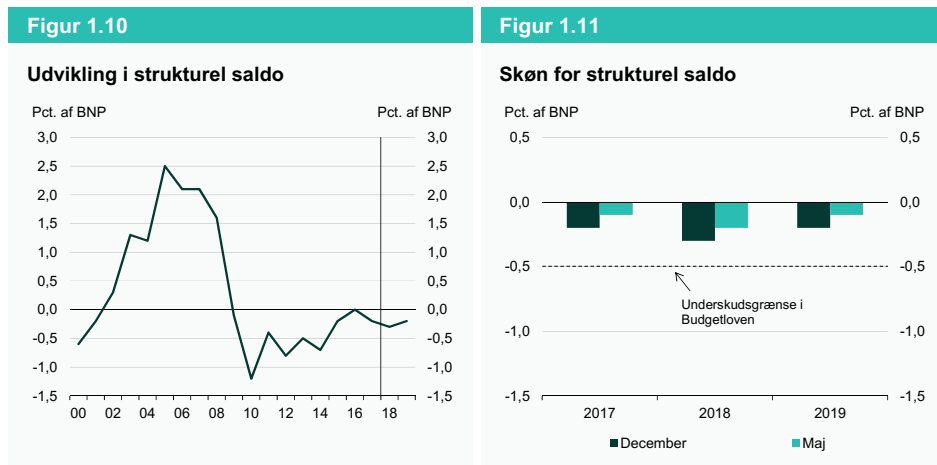 Figur 1.10
Udvikling i strukturel saldo
Pct. af BNP Pct. af BNP
3,0 3,0
2,5 2,5
2,0 2,0
1,5 1,5
1,0 1,0
0,5 0,5
0,0 0,0
-0,5 -0,5
-1,0 -1,0
-1,5 -1,5
00 02 04 06 08 10 12 14 16 18
Figur 1.11
Skøn for strukturel saldo
Pct. af BNP Pct. af BNP
0,5 0,5
0,0 0,0
-0,5 -0,5
Underskudsgrænse i
Budgetloven
-1,0 -1,0
-1,5 -1,5
2017 2018 2019
December Maj